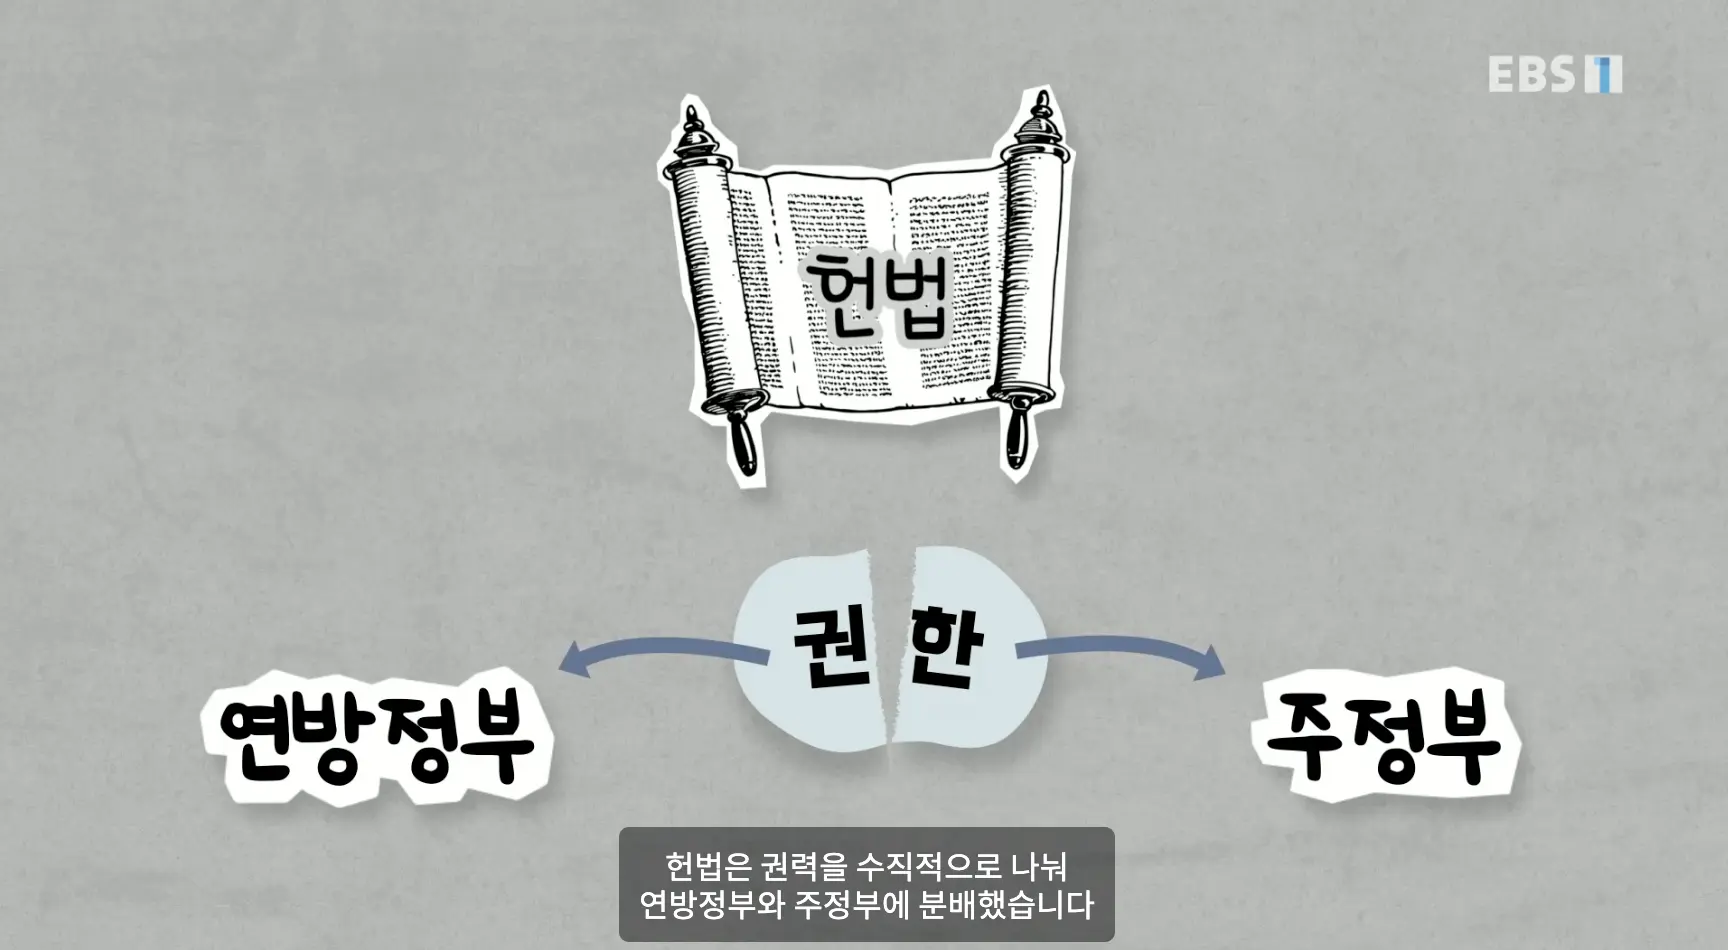 EBS 1
헌법
권한
연방정부
주정부
헌법은 권력을 수직적으로 나눠
연방정부와 주정부에 분배했습니다